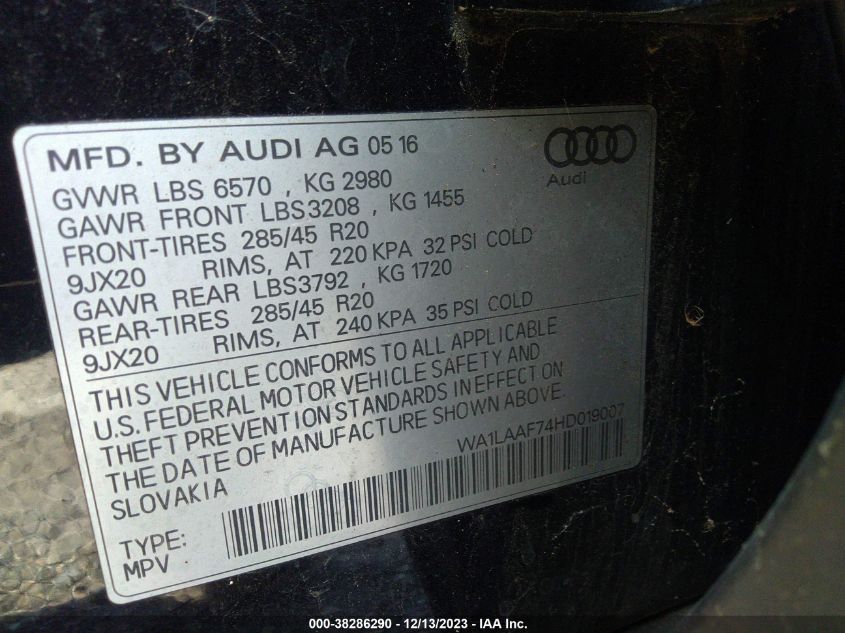 MFD. BY AUDI AG 05 16
Audi
GVWR LBS 6570 , KG 2980
GAWR FRONT LBS3208 , KG 1455
FRONT-TIRES 285/45 R20
9JX20 RIMS, AT 220 KPA 32 PSI COLD
GAWR REAR LBS3792 , KG 1720
REAR-TIRES 285/45 R20
9JX20 RIMS, AT 240 KPA 35 PSI COLD
THIS VEHICLE CONFORMS TO ALL APPLICABLE
U.S. FEDERAL MOTOR VEHICLE SAFETY AND
THEFT PREVENTION STANDARDS IN EFFECT ON
THE DATE OF MANUFACTURE SHOWN ABOVE.
SLOVAKIA
WA1LAAF74HD019007
TYPE:
MPV
000-38286290 - 12/13/2023 - IAA Inc.